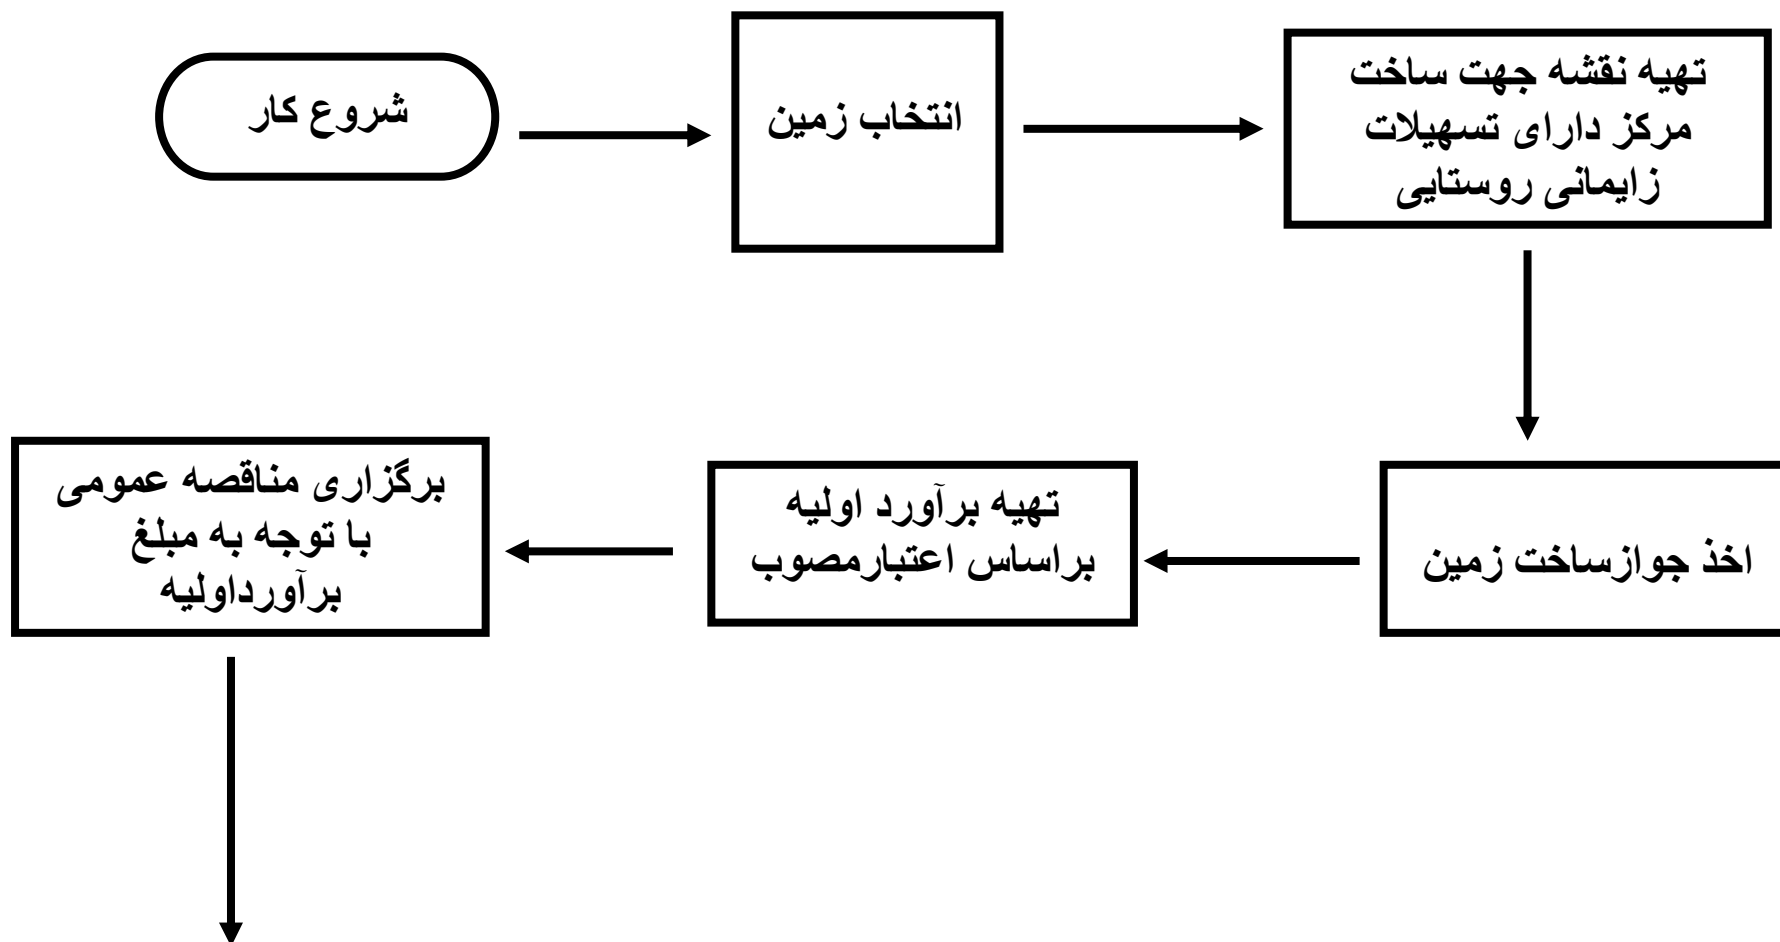 شروع کار
انتخاب زمین
تهیه نقشه جهت ساخت
مرکز دارای تسهیلات
زایمانی روستایی
اخذ جوازساخت زمین
تهیه برآورد اولیه
براساس اعتبارمصوب
برگزاری مناقصه عمومی
با توجه به مبلغ
برآورداولیه